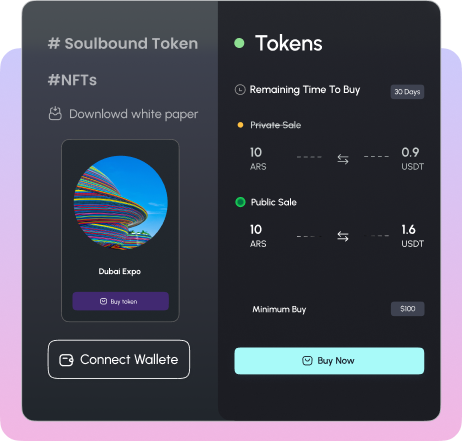 # Soulbound Token
#NFTs
Downlowd white paper
Dubai Expo
Buy token
Connect Wallete
Tokens
Remaining Time To Buy
30 Days
Private Sale
10
0.9
ARS
USDT
Public Sale
10
1.6
ARS
USDT
Minimum Buy
$100
Buy Now